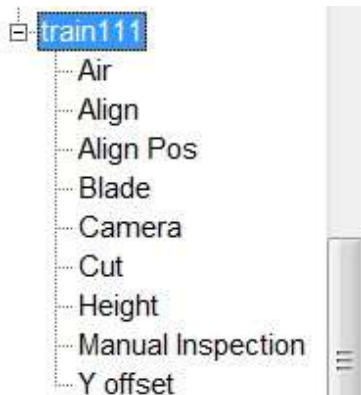 train111
Air
Align
Align Pos
Blade
Camera
Cut
Height
Manual Inspection
Y offset